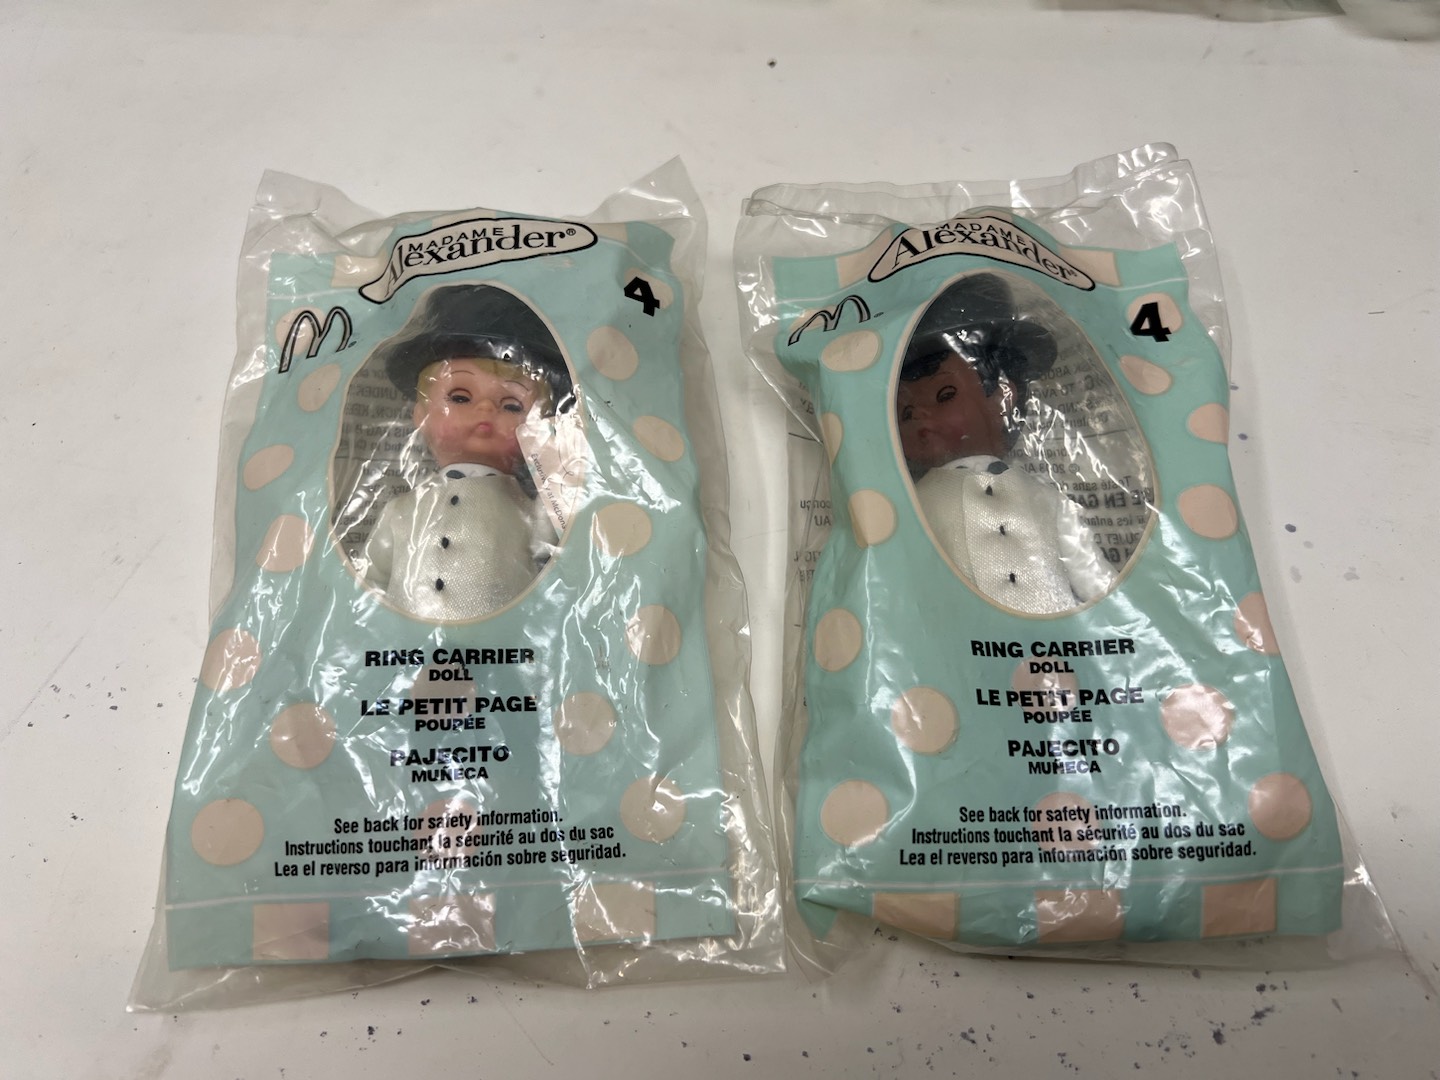 MADAME
Alexander®
4
RING CARRIER
DOLL
LE PETIT PAGE
POUPÉE
PAJECITO
MUÑECA
See back for safety information.
Instructions touchant la sécurité au dos du sac
Lea el reverso para información sobre seguridad.
MADAME
Alexander®
4
RING CARRIER
DOLL
LE PETIT PAGE
POUPÉE
PAJECITO
MUÑECA
See back for safety information.
Instructions touchant la sécurité au dos du sac
Lea el reverso para información sobre seguridad.